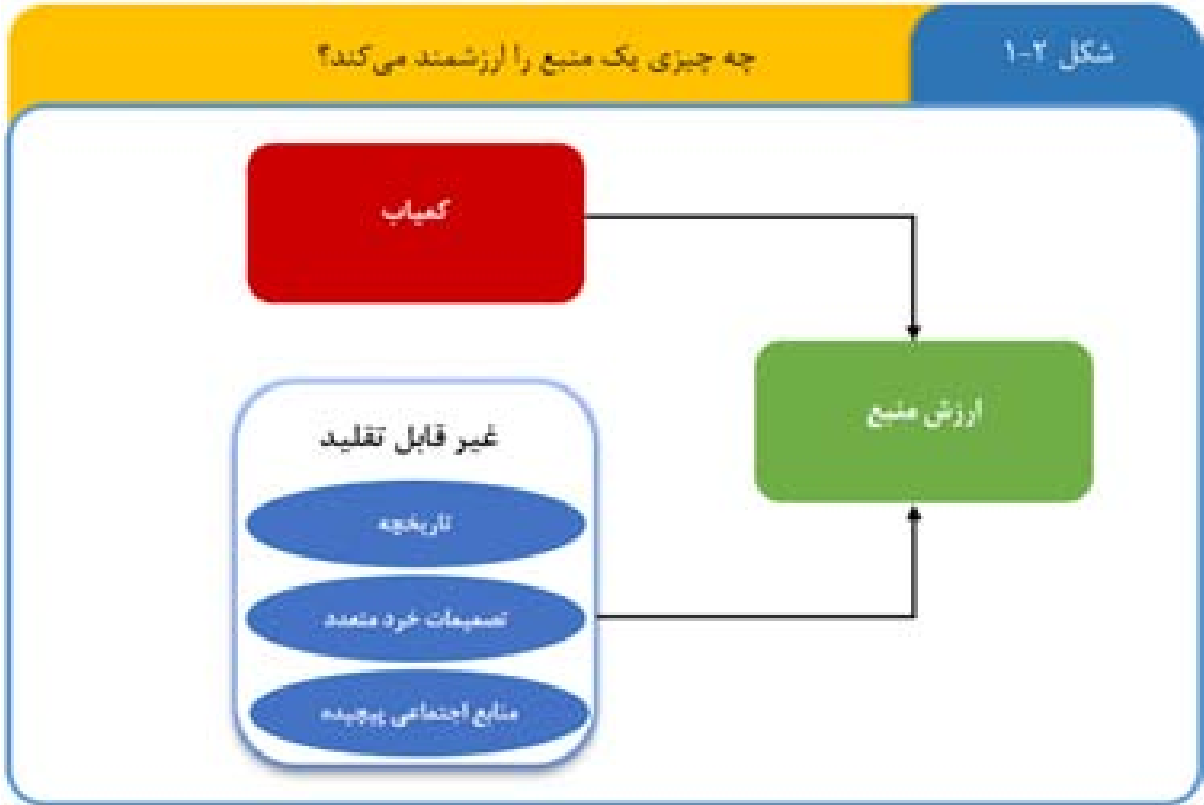 شکل ۲-۱
چه چیزی یک منبع را ارزشمند می‌کند؟
کمیاب
ارزش منبع
غیر قابل تقلید
تاریخچه
تصمیمات خرد متعدد
منابع اجتماعی پیچیده